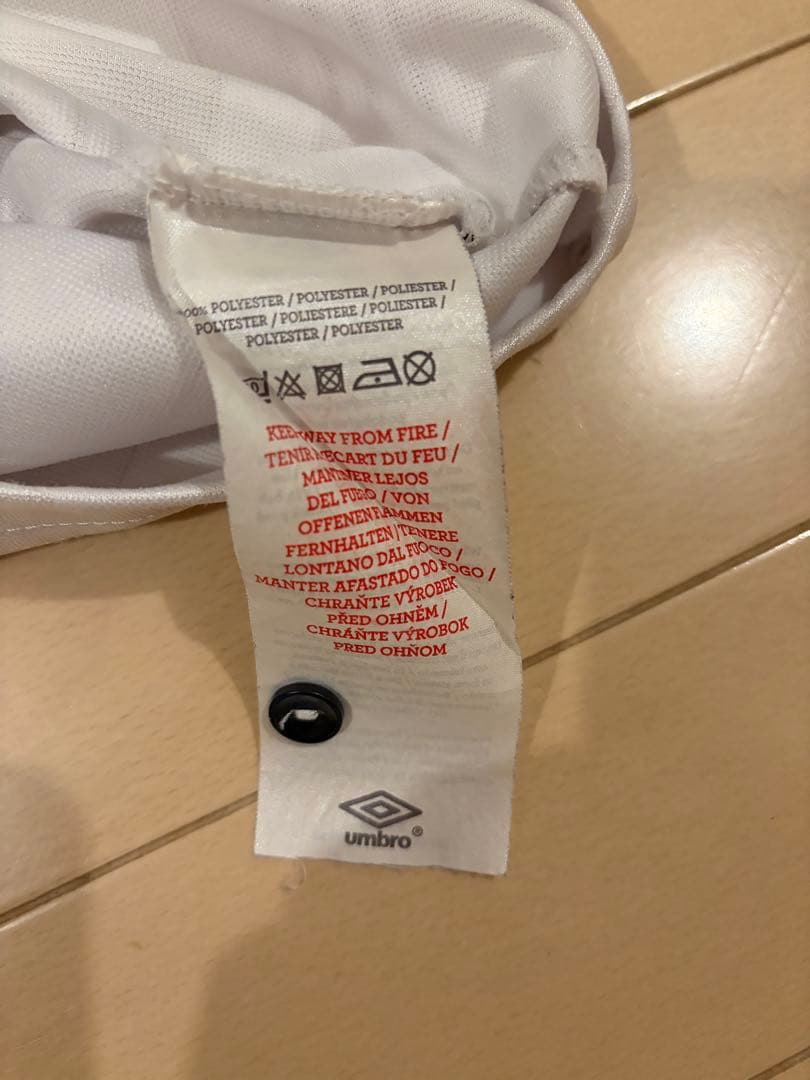 100% POLYESTER / POLYESTER / POLIESTER /
POLYESTER / POLIESTERE / POLIESTER /
POLYESTER / POLYESTER
KEEP AWAY FROM FIRE /
TENIR A L'ECART DU FEU /
MANTENER LEJOS
DEL FUEGO / VON
OFFENEN FLAMMEN
FERNHALTEN / TENERE
LONTANO DAL FUOCO /
MANTER AFASTADO DO FOGO /
CHRAŇTE VÝROBEK
PŘED OHNĚM /
CHRÁŇTE VÝROBOK
PRED OHŇOM
umbro®